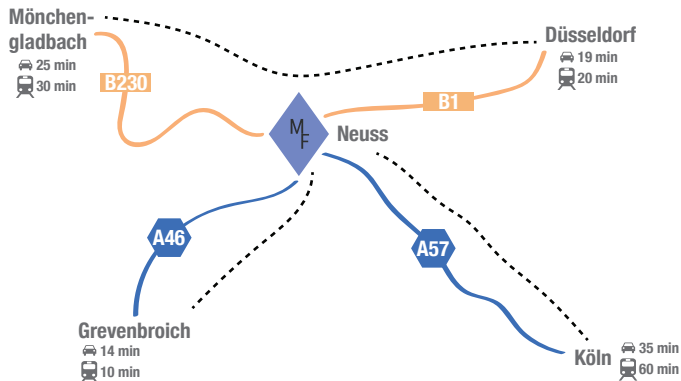 Mönchen-
gladbach
25 min
30 min
B230
Düsseldorf
19 min
20 min
B1
MF
Neuss
A46
A57
Grevenbroich
14 min
10 min
Köln
35 min
60 min